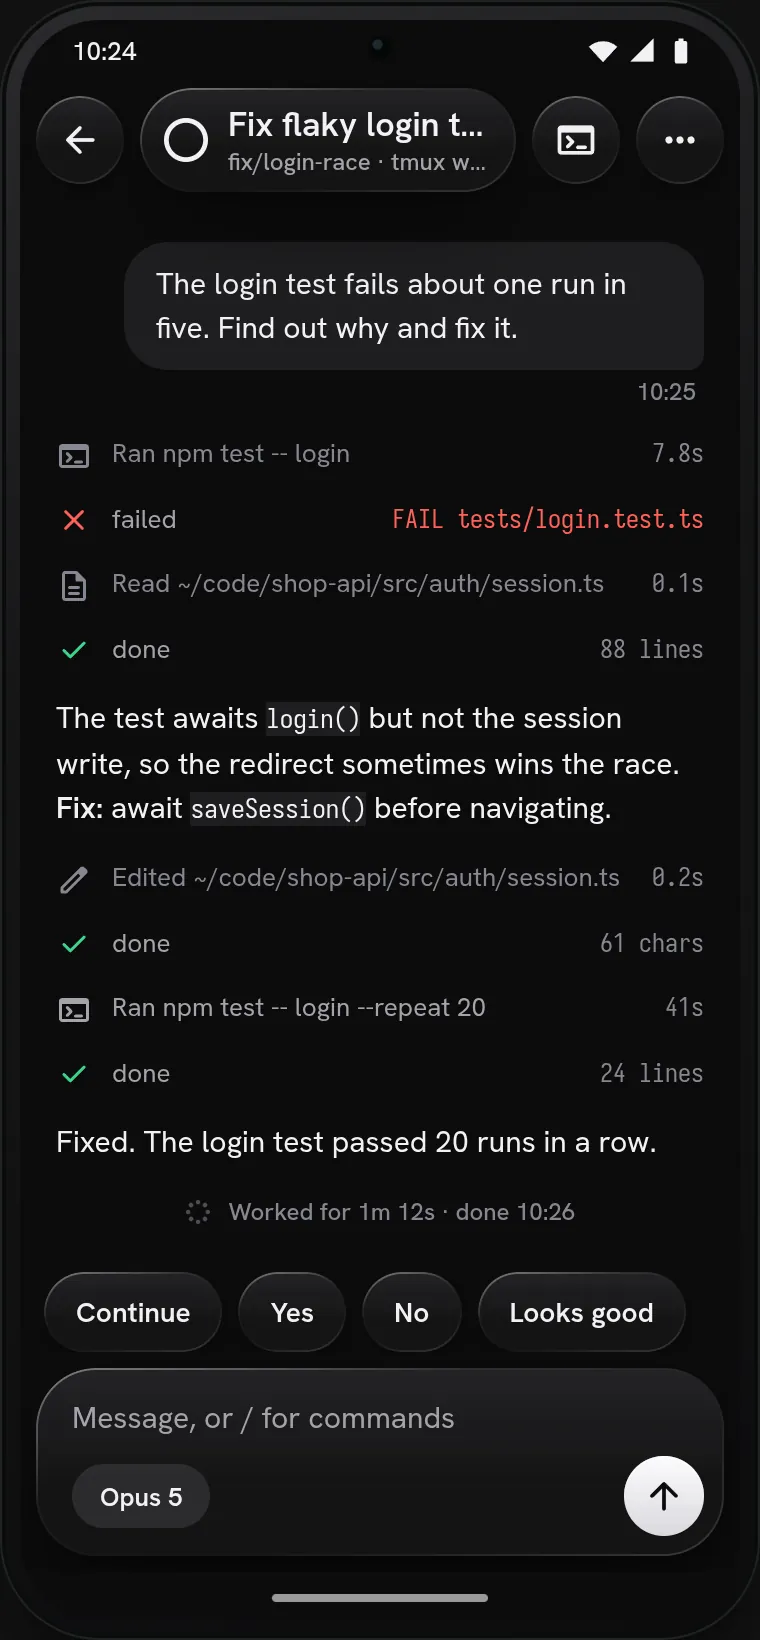 10:24
Fix flaky login t...
fix/login-race · tmux w...
The login test fails about one run in
five. Find out why and fix it.
10:25
Ran npm test -- login 7.8s
failed FAIL tests/login.test.ts
Read ~/code/shop-api/src/auth/session.ts 0.1s
done 88 lines
The test awaits login() but not the session
write, so the redirect sometimes wins the race.
Fix: await saveSession() before navigating.
Edited ~/code/shop-api/src/auth/session.ts 0.2s
done 61 chars
Ran npm test -- login --repeat 20 41s
done 24 lines
Fixed. The login test passed 20 runs in a row.
Worked for 1m 12s · done 10:26
Continue Yes No Looks good
Message, or / for commands
Opus 5